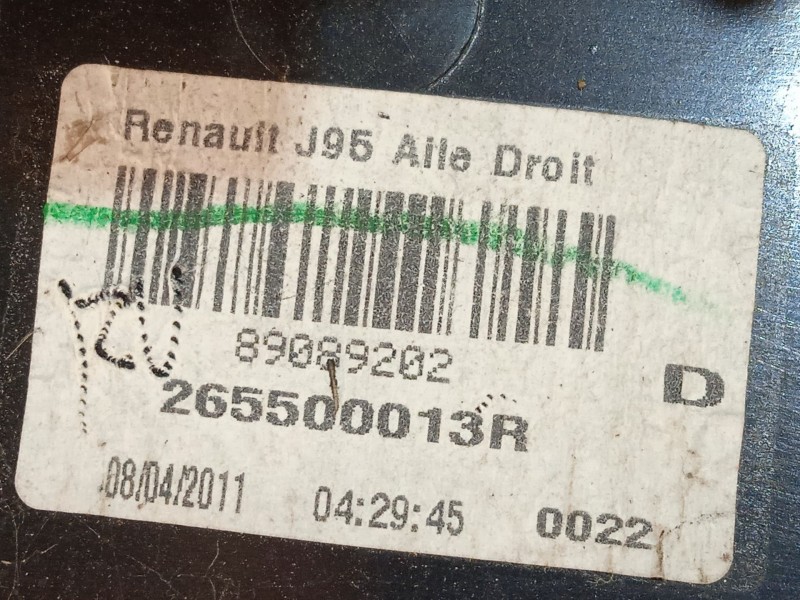 Renault J95 Aile Droit
89089202
D
265500013R
08/04/2011 04:29:45 0022